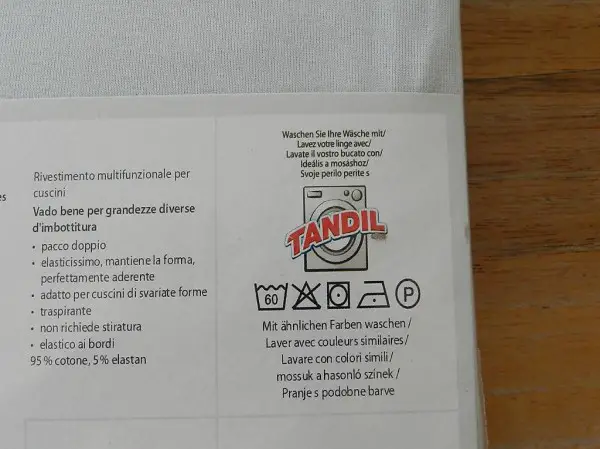 es
Rivestimento multifunzionale per
cuscini
Vado bene per grandezze diverse
d'imbottitura
• pacco doppio
• elasticissimo, mantiene la forma,
perfettamente aderente
• adatto per cuscini di svariate forme
• traspirante
• non richiede stiratura
• elastico ai bordi
95% cotone, 5% elastan
Waschen Sie Ihre Wäsche mit/
Lavez votre linge avec/
Lavate il vostro bucato con/
Ideális a mosáshoz/
Svoje perilo perite s
TANDIL
60 P
Mit ähnlichen Farben waschen/
Laver avec couleurs similaires/
Lavare con colori simili/
mossuk a hasonló színek/
Pranje s podobne barve